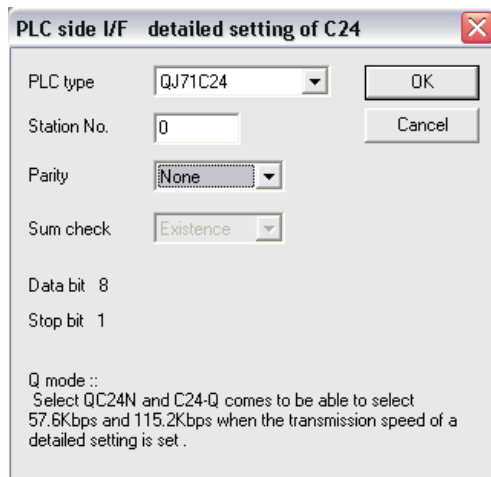 PLC side I/F detailed setting of C24
PLC type QJ71C24 OK
Station No. 0 Cancel
Parity None
Sum check Existence
Data bit 8
Stop bit 1
Q mode ::
Select QC24N and C24-Q comes to be able to select
57.6Kbps and 115.2Kbps when the transmission speed of a
detailed setting is set .